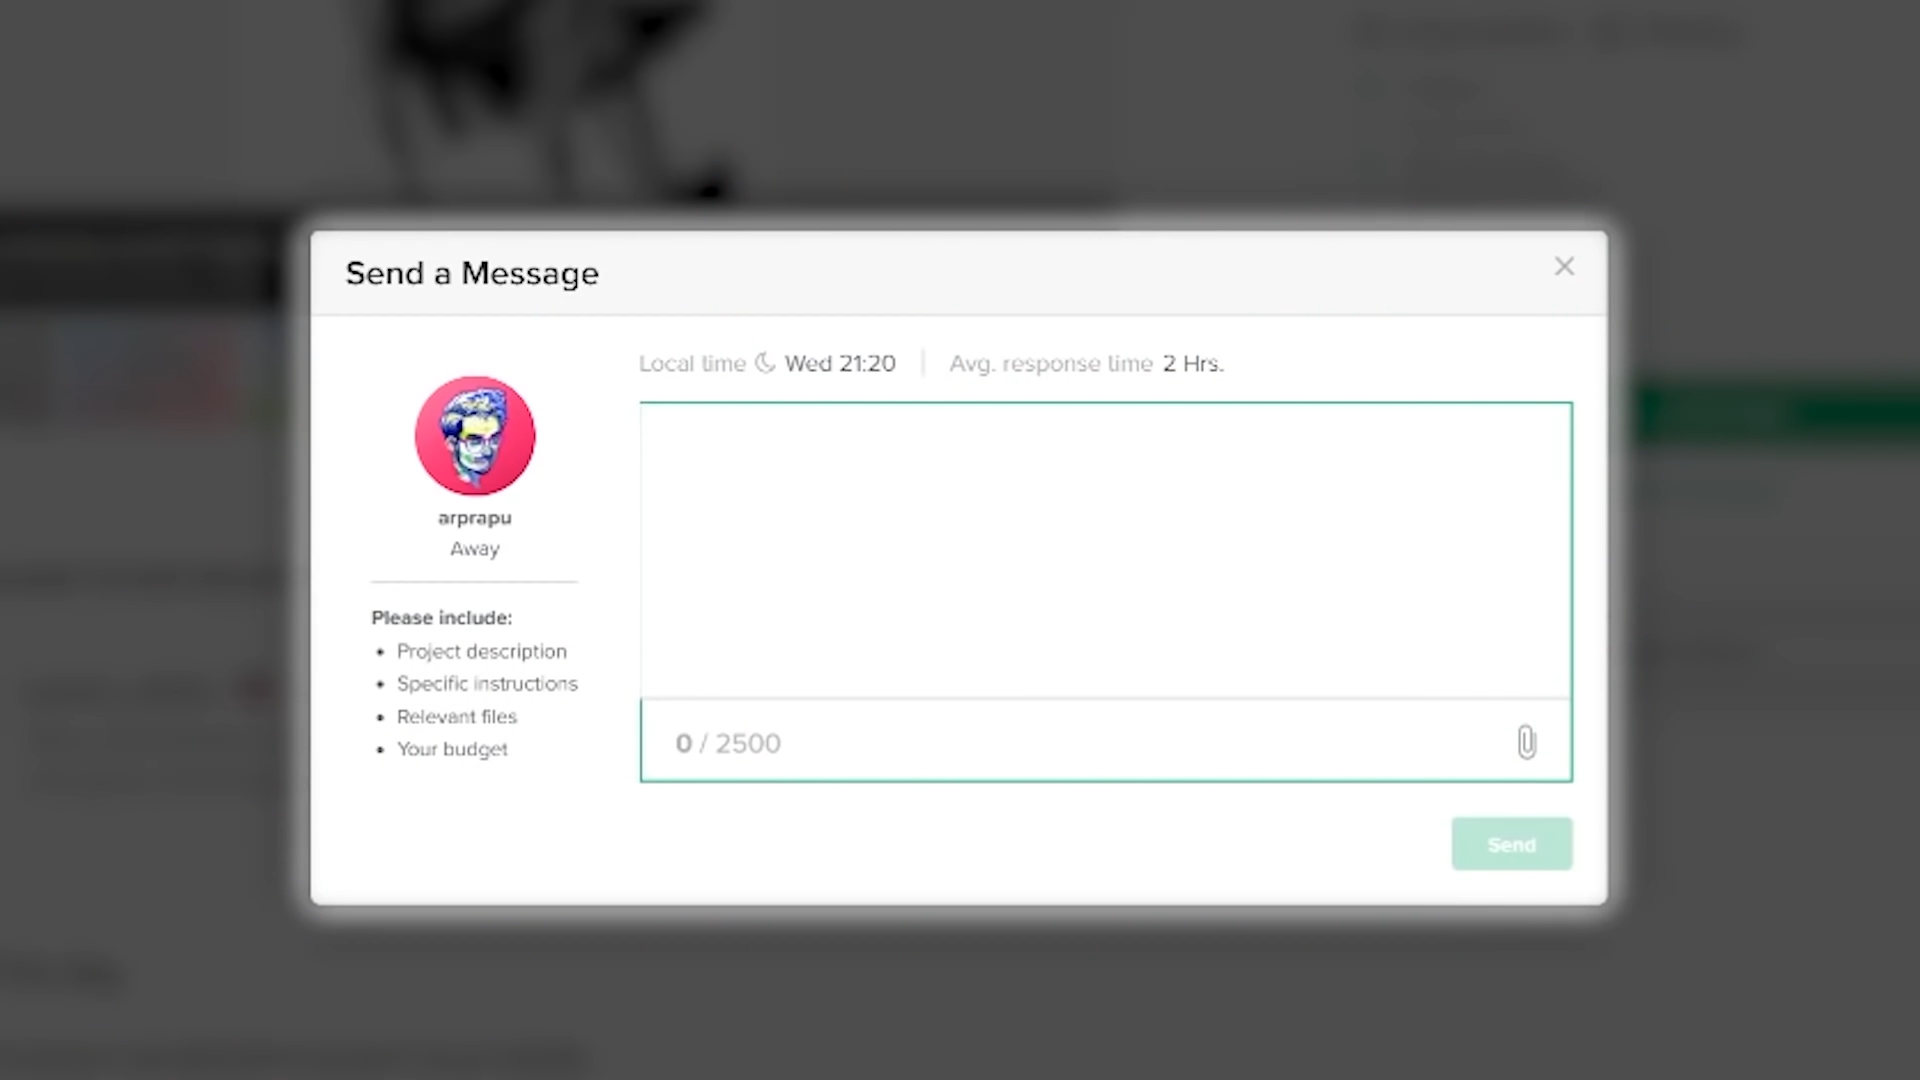 Send a Message
Local time Wed 21:20
Avg. response time 2 Hrs.
arprapu
Away
Please include:
• Project description
• Specific instructions
• Relevant files
• Your budget
0 / 2500
Send